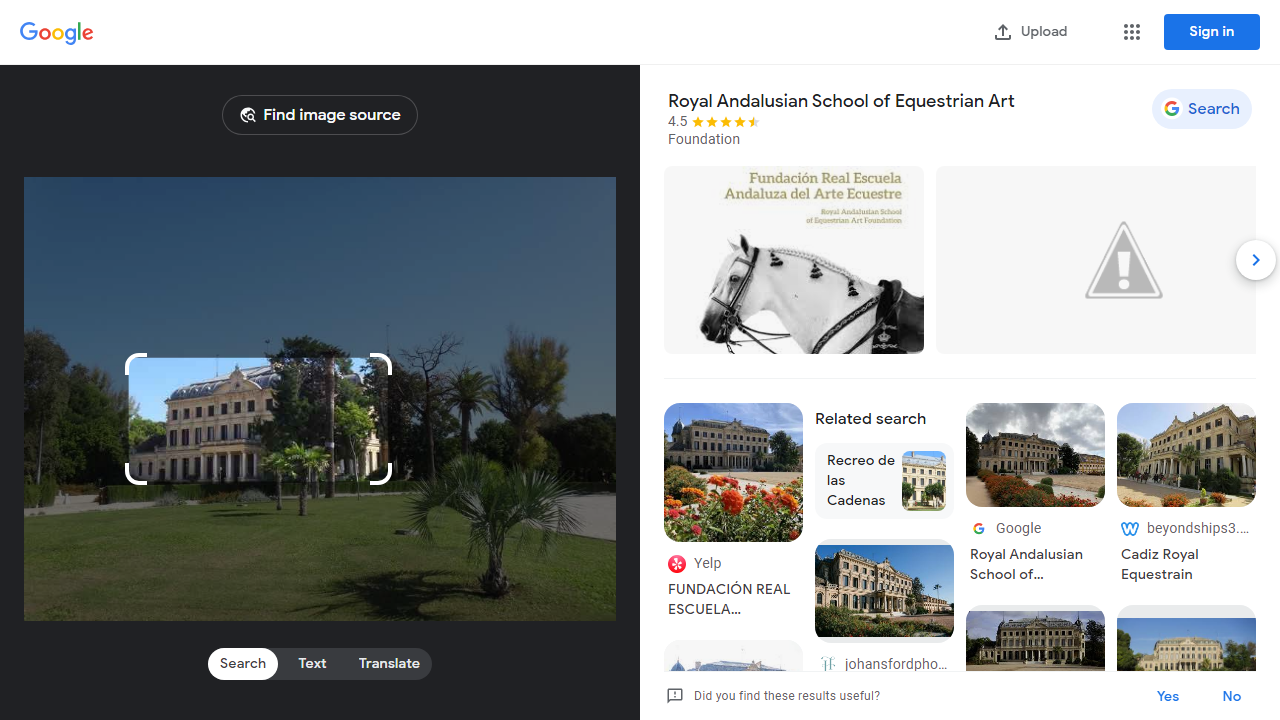 Google
Upload
Sign in
Find image source
Search
Text
Translate
Royal Andalusian School of Equestrian Art
4.5
Foundation
Search
Fundación Real Escuela
Andaluza del Arte Ecuestre
Royal Andalusian School
of Equestrian Art Foundation
Yelp
FUNDACIÓN REAL
ESCUELA...
Related search
Recreo de
las
Cadenas
johansfordpho...
Google
Royal Andalusian
School of...
beyondships3....
Cadiz Royal
Equestrain
Did you find these results useful?
Yes
No